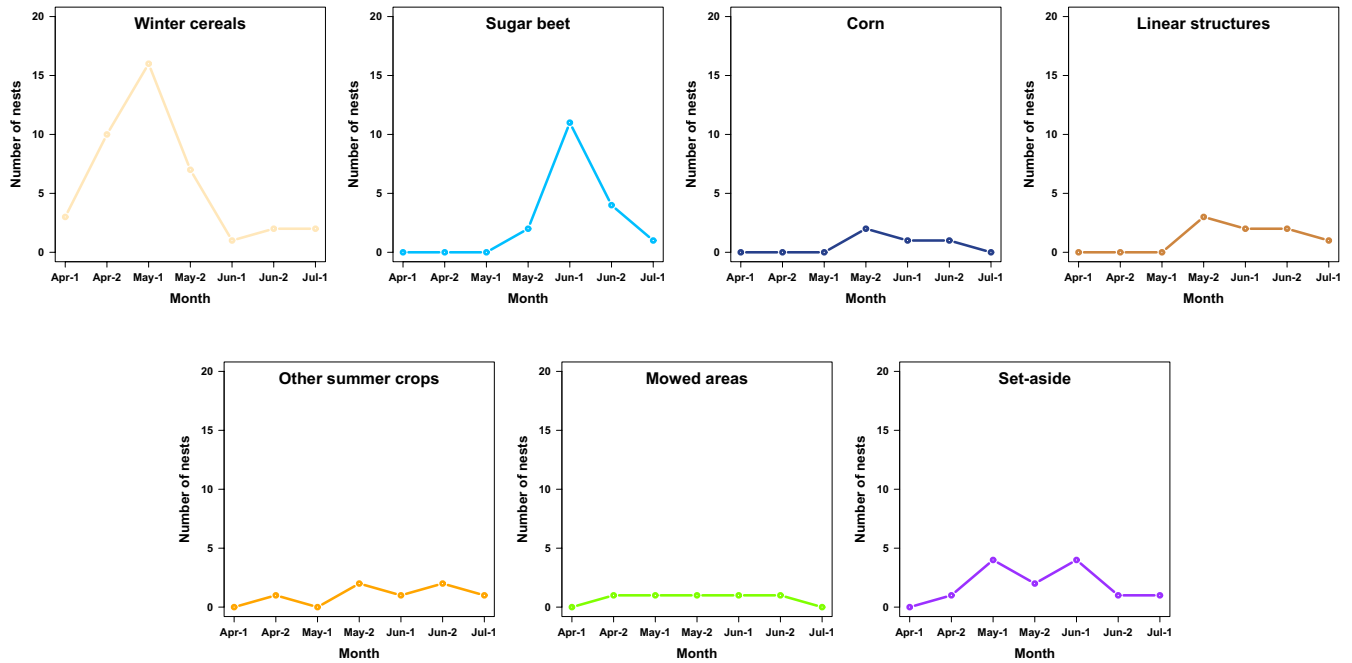 Winter cereals
Number of nests
20
15
10
5
0
Apr-1 Apr-2 May-1 May-2 Jun-1 Jun-2 Jul-1
Month
Sugar beet
Number of nests
20
15
10
5
0
Apr-1 Apr-2 May-1 May-2 Jun-1 Jun-2 Jul-1
Month
Corn
Number of nests
20
15
10
5
0
Apr-1 Apr-2 May-1 May-2 Jun-1 Jun-2 Jul-1
Month
Linear structures
Number of nests
20
15
10
5
0
Apr-1 Apr-2 May-1 May-2 Jun-1 Jun-2 Jul-1
Month
Other summer crops
Number of nests
20
15
10
5
0
Apr-1 Apr-2 May-1 May-2 Jun-1 Jun-2 Jul-1
Month
Mowed areas
Number of nests
20
15
10
5
0
Apr-1 Apr-2 May-1 May-2 Jun-1 Jun-2 Jul-1
Month
Set-aside
Number of nests
20
15
10
5
0
Apr-1 Apr-2 May-1 May-2 Jun-1 Jun-2 Jul-1
Month